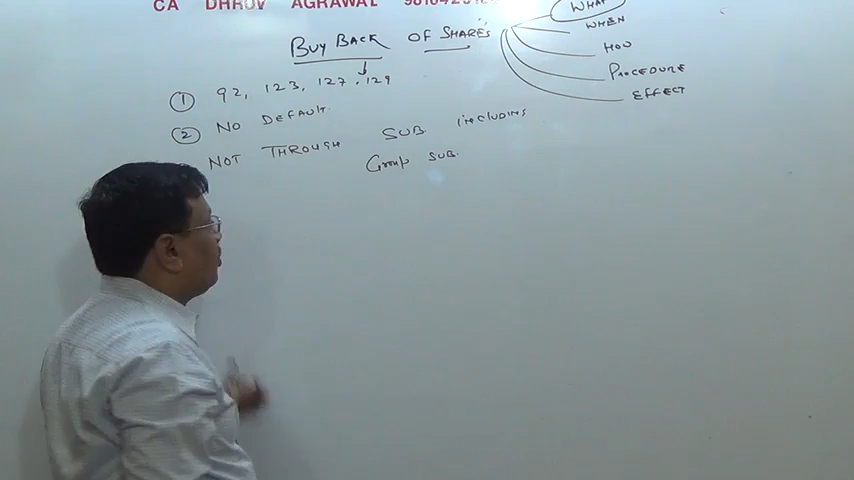 CA DHRUV AGRAWAL
BUY BACK OF SHARES
WHAT
WHEN
HOW
PROCEDURE
EFFECT
① 92, 123, 127, 129
② NO DEFAULT.
NOT THROUGH SUB INCLUDING
Group SUB.